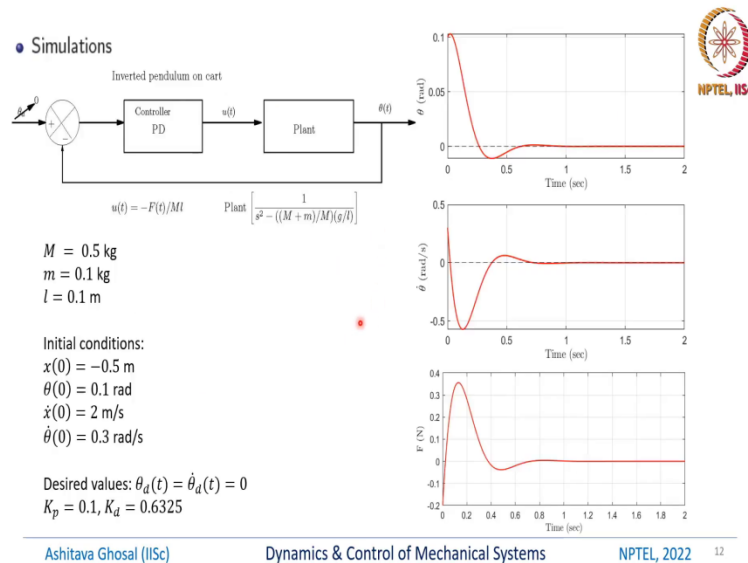 • Simulations
Inverted pendulum on cart
θd 0
+
−
Controller
PD
u(t)
Plant
θ(t)
u(t) = −F(t)/Ml
Plant [1 / (s² − ((M + m)/M)(g/l))]
M = 0.5 kg
m = 0.1 kg
l = 0.1 m
Initial conditions:
x(0) = −0.5 m
θ(0) = 0.1 rad
ẋ(0) = 2 m/s
θ̇(0) = 0.3 rad/s
Desired values: θ_d(t) = θ̇_d(t) = 0
K_p = 0.1, K_d = 0.6325
θ (rad)
0.1
0.05
0
0 0.5 1 1.5 2
Time (sec)
θ̇ (rad/s)
0.5
0
-0.5
0 0.5 1 1.5 2
Time (sec)
F (N)
0.4
0.3
0.2
0.1
0
-0.1
-0.2
0 0.2 0.4 0.6 0.8 1 1.2 1.4 1.6 1.8 2
Time (sec)
NPTEL, IISc
Ashitava Ghosal (IISc)
Dynamics & Control of Mechanical Systems
NPTEL, 2022
12